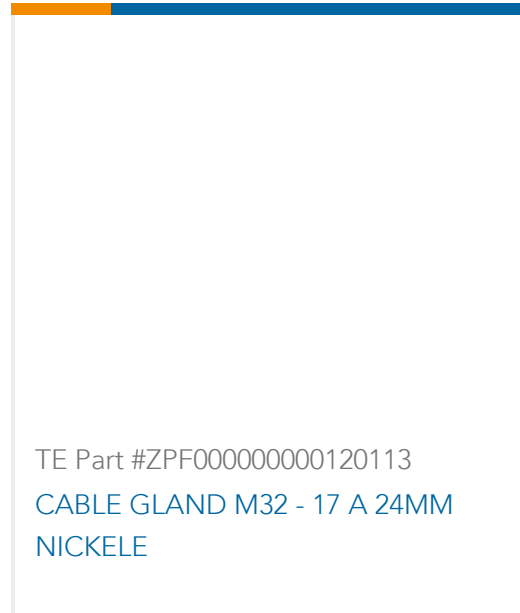 TE Part #ZPF000000000120113
CABLE GLAND M32 - 17 A 24MM
NICKELE